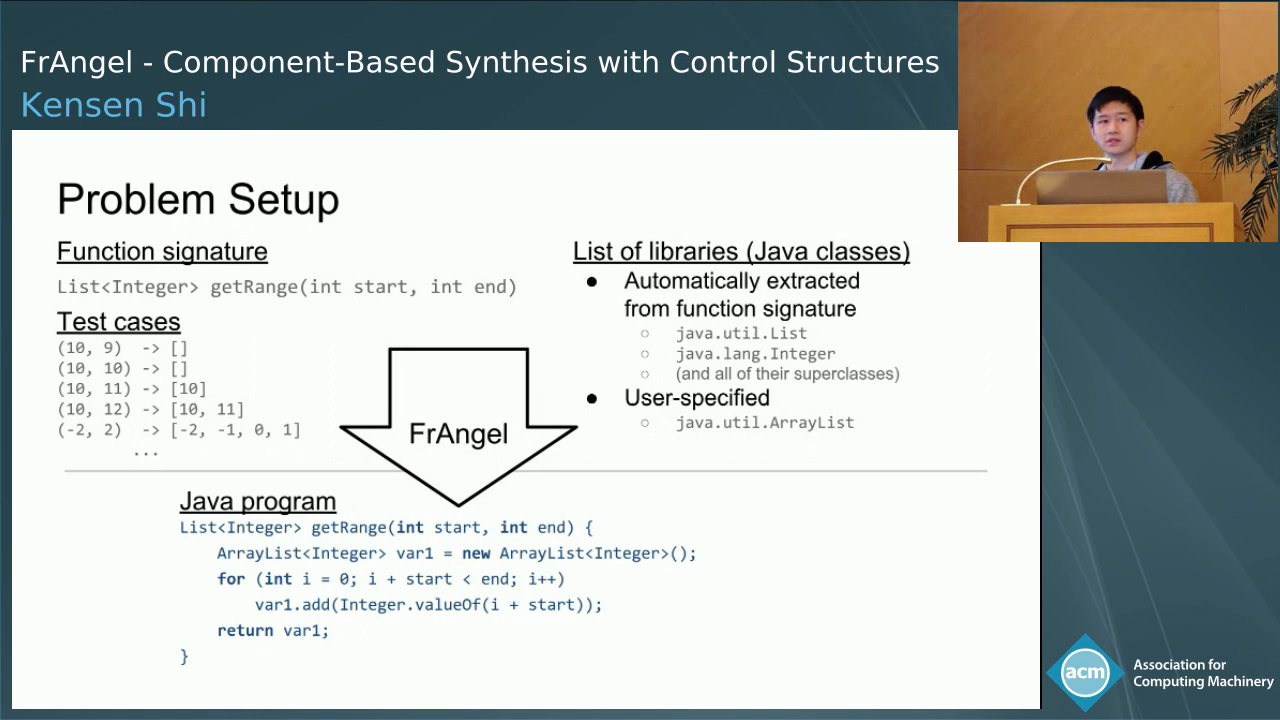 FrAngel - Component-Based Synthesis with Control Structures
Kensen Shi
Problem Setup
Function signature
List<Integer> getRange(int start, int end)
Test cases
(10, 9) -> []
(10, 10) -> []
(10, 11) -> [10]
(10, 12) -> [10, 11]
(-2, 2) -> [-2, -1, 0, 1]
...
List of libraries (Java classes)
● Automatically extracted
from function signature
○ java.util.List
○ java.lang.Integer
○ (and all of their superclasses)
● User-specified
○ java.util.ArrayList
FrAngel
Java program
List<Integer> getRange(int start, int end) {
ArrayList<Integer> var1 = new ArrayList<Integer>();
for (int i = 0; i + start < end; i++)
var1.add(Integer.valueOf(i + start));
return var1;
}
acm
Association for
Computing Machinery